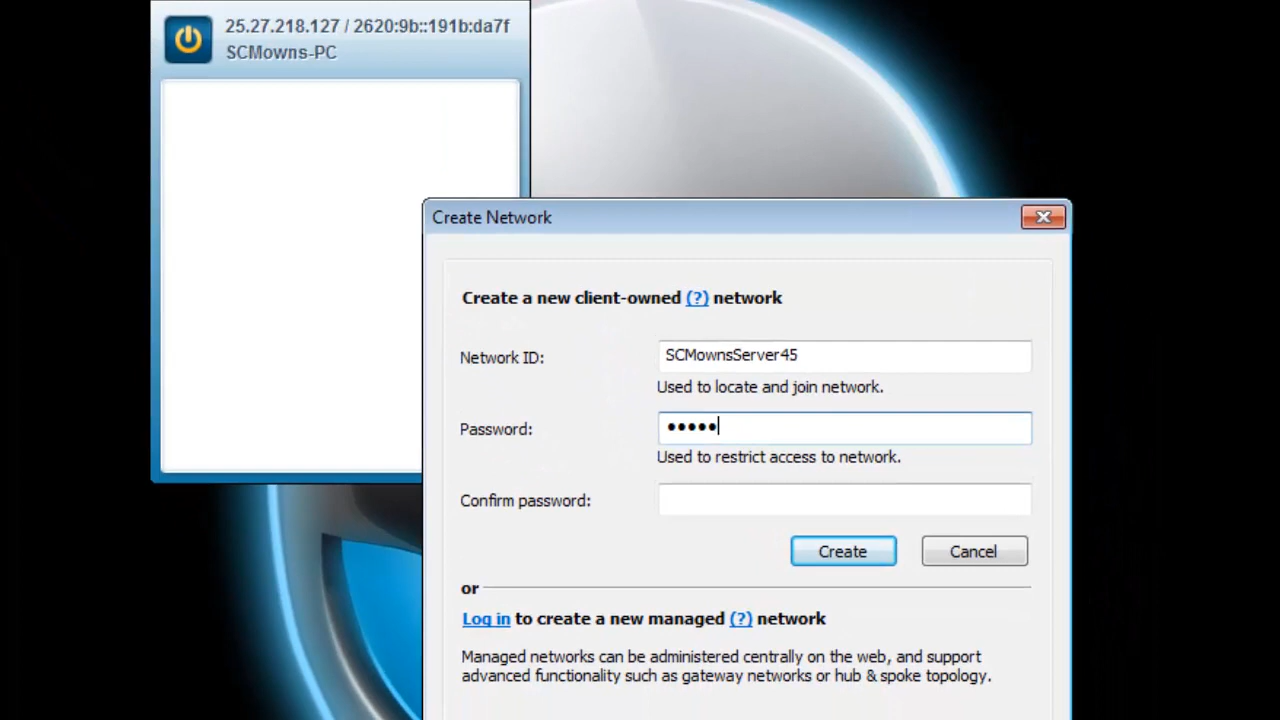 25.27.218.127 / 2620:9b::191b:da7f
SCMowns-PC
Create Network
Create a new client-owned (?) network
Network ID:
SCMownsServer45
Used to locate and join network.
Password:
•••••
Used to restrict access to network.
Confirm password:
Create
Cancel
or
Log in to create a new managed (?) network
Managed networks can be administered centrally on the web, and support
advanced functionality such as gateway networks or hub & spoke topology.